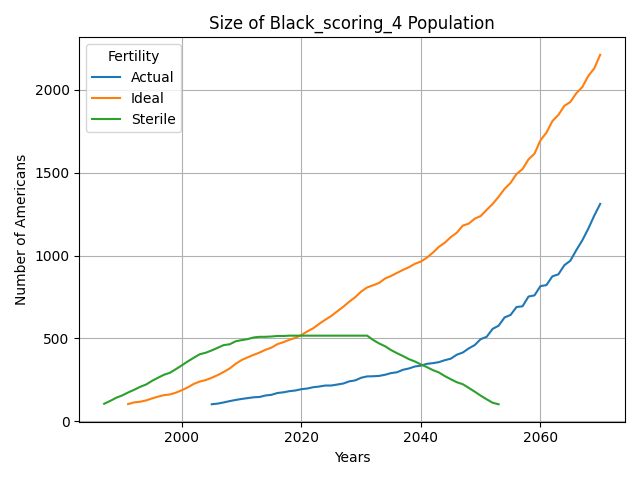 Size of Black_scoring_4 Population
Fertility
Actual
Ideal
Sterile
Number of Americans
2000
1500
1000
500
0
2000
2020
2040
2060
Years